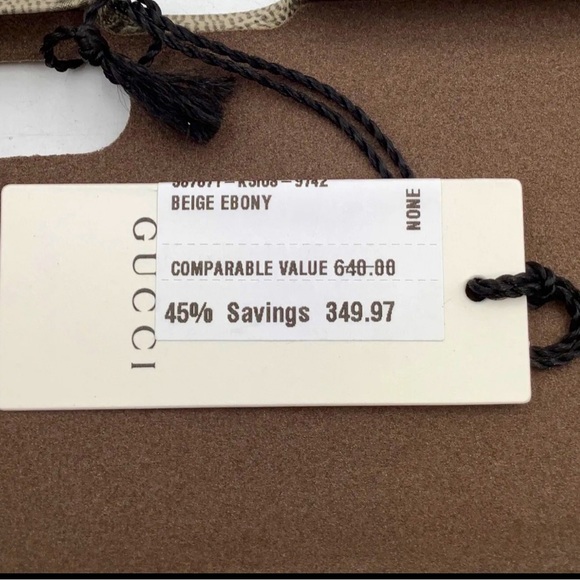 BEIGE EBONY
NONE
COMPARABLE VALUE 640.00
45% Savings 349.97
GUCCI